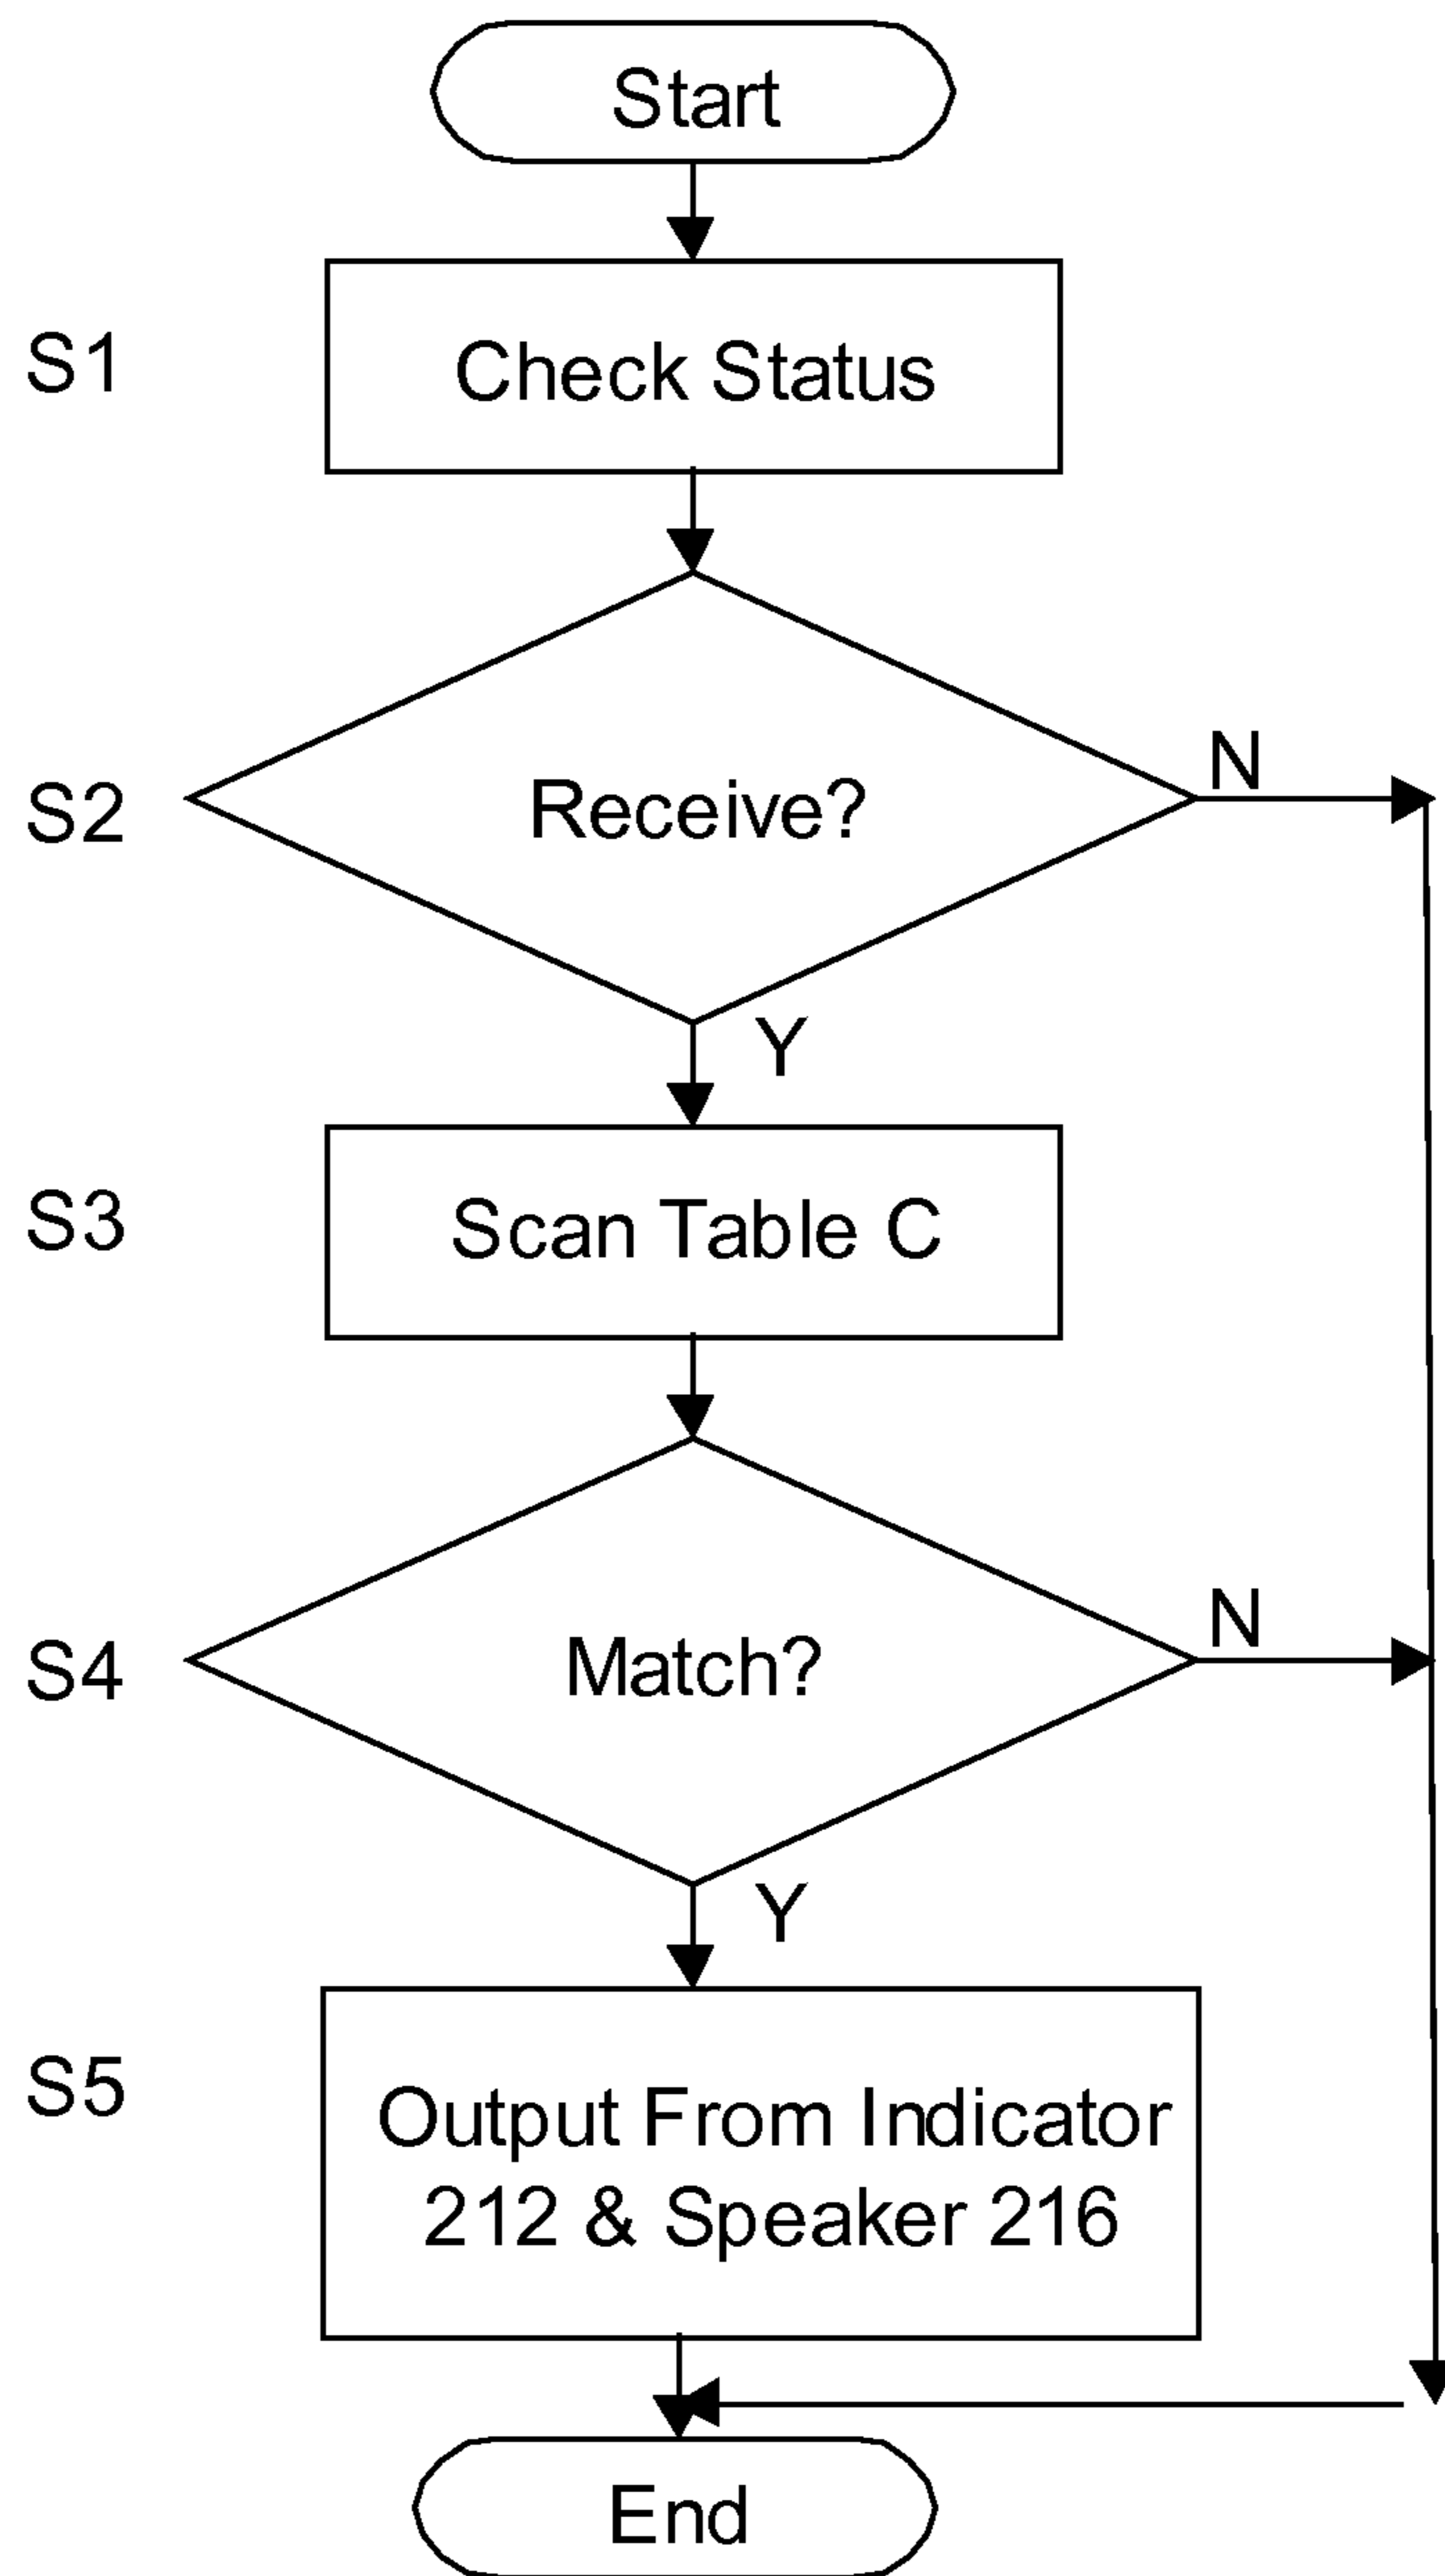 Start
S1
Check Status
S2
Receive?
N
Y
S3
Scan Table C
S4
Match?
N
Y
S5
Output From Indicator
212 & Speaker 216
End